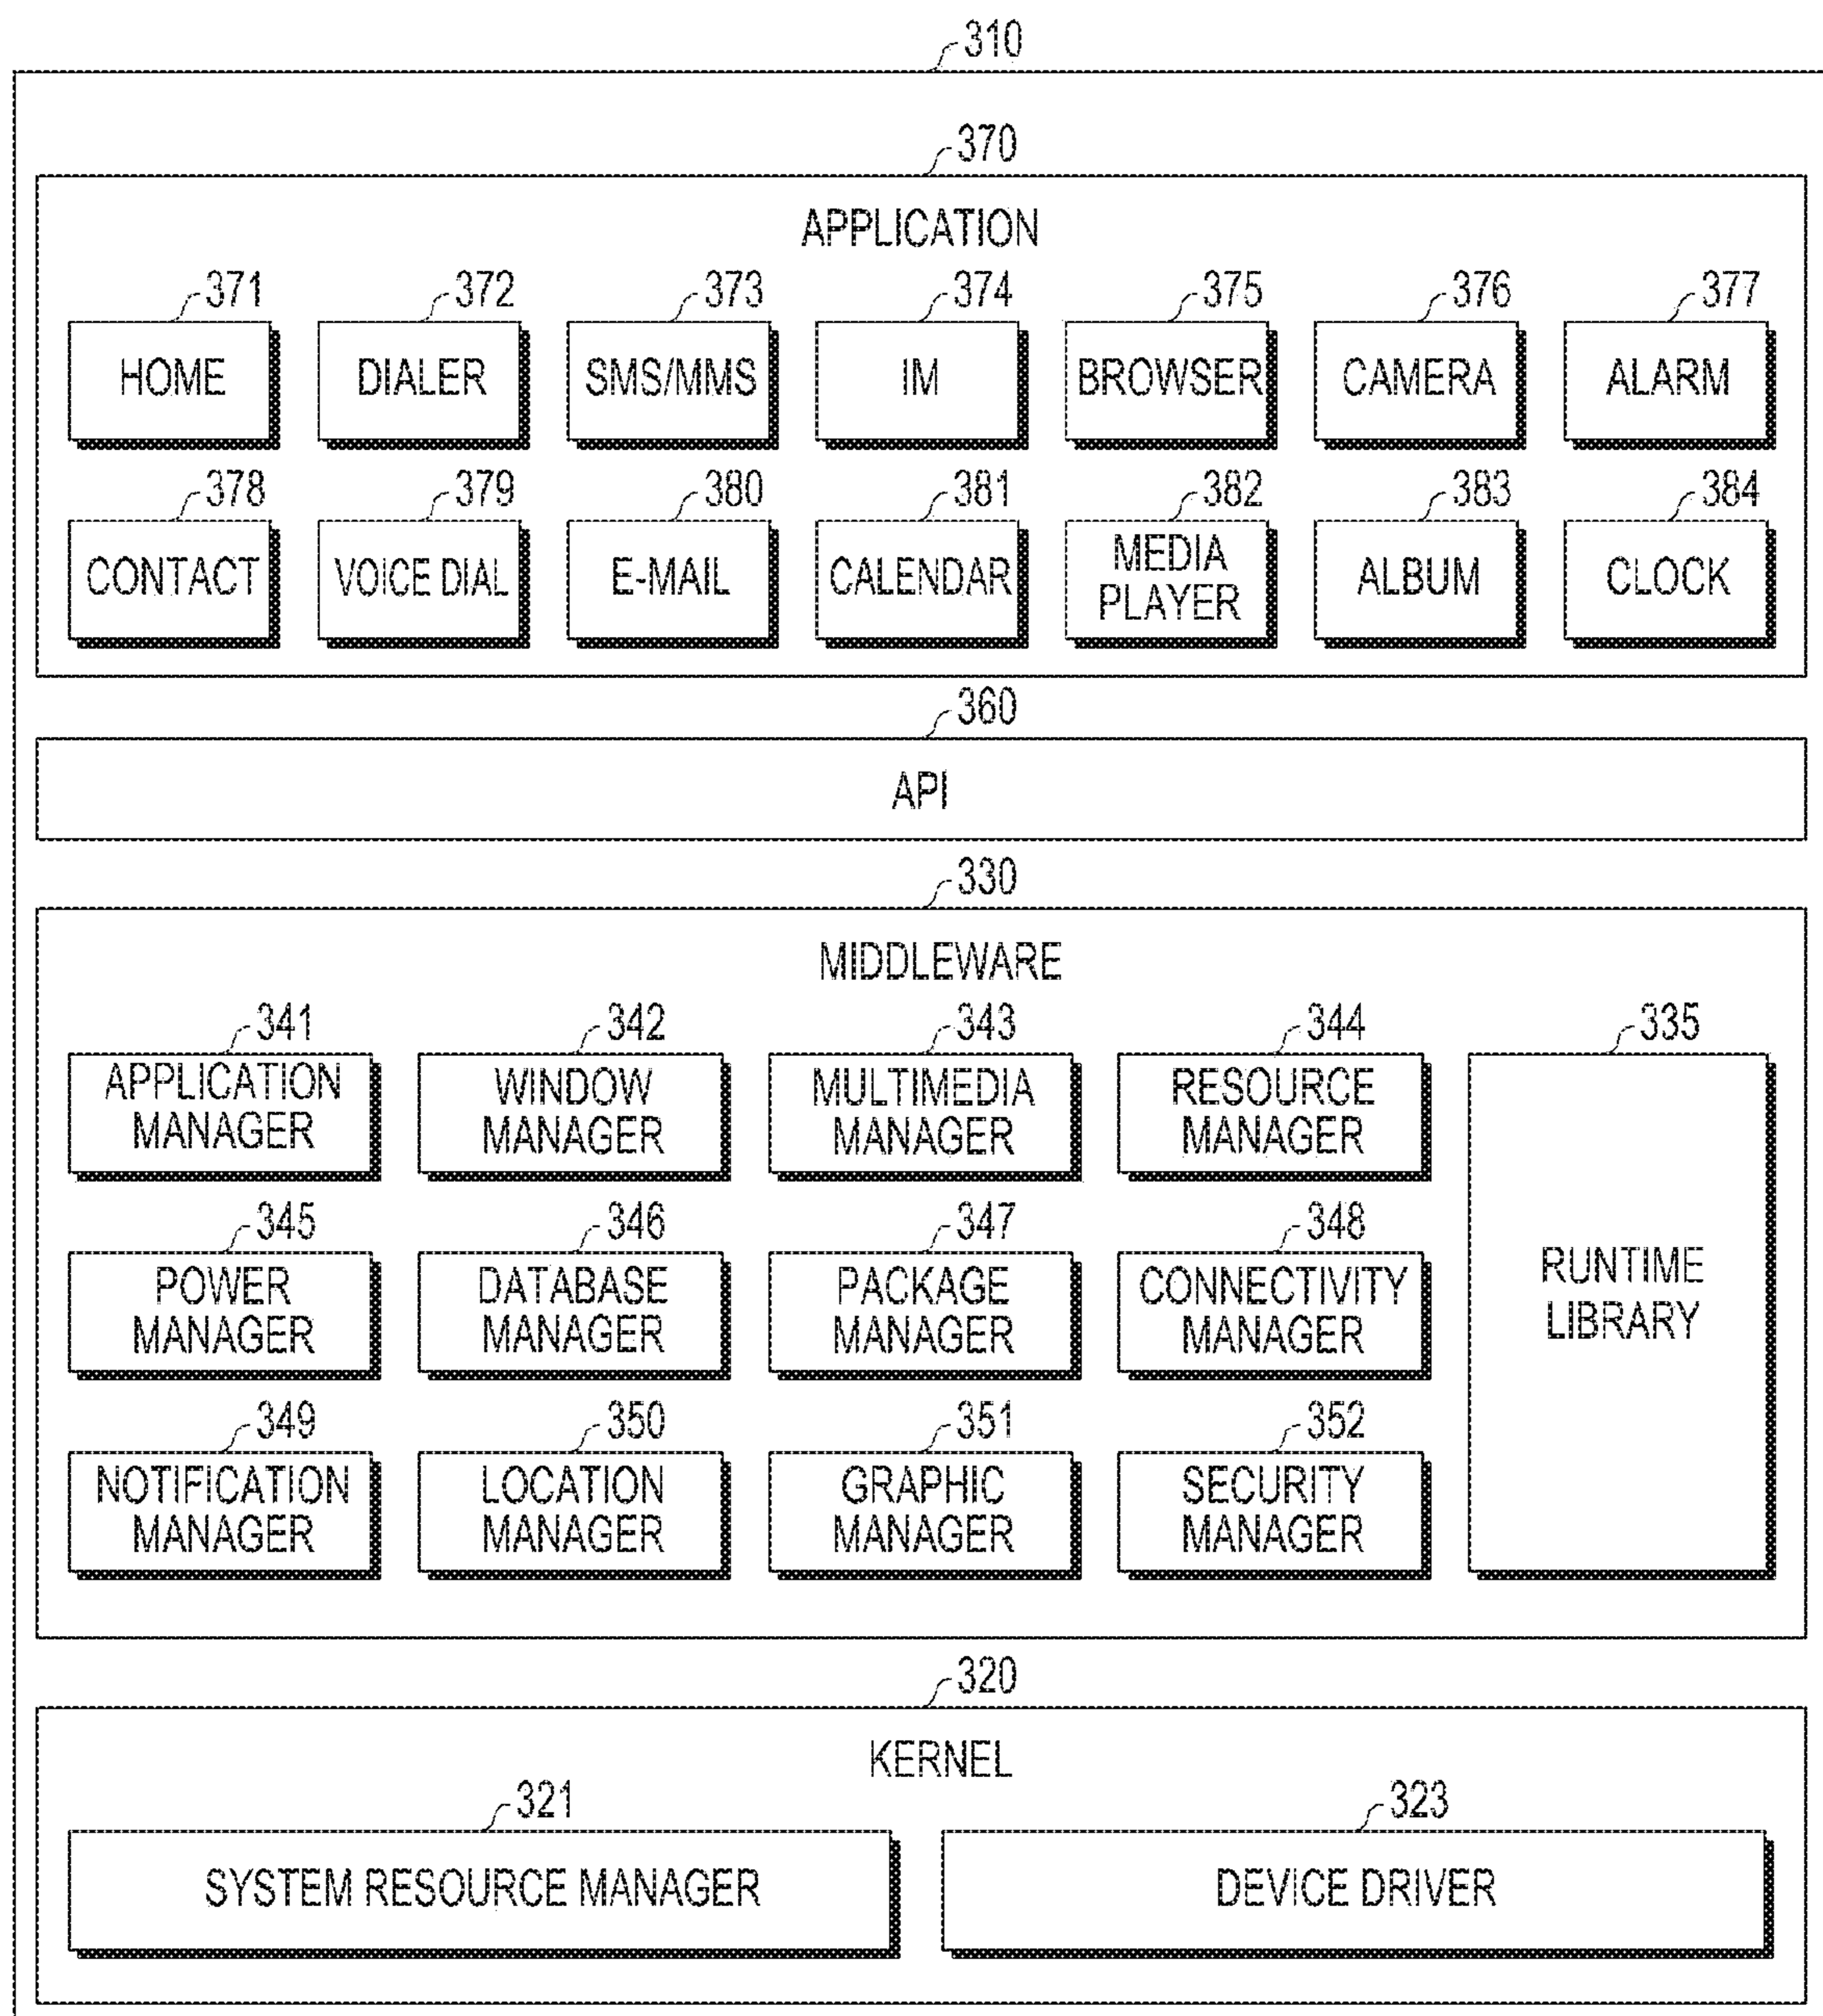 310
370
APPLICATION
371 372 373 374 375 376 377
HOME DIALER SMS/MMS IM BROWSER CAMERA ALARM
378 379 380 381 382 383 384
CONTACT VOICE DIAL E-MAIL CALENDAR MEDIA PLAYER ALBUM CLOCK
360
API
330
MIDDLEWARE
341 342 343 344 335
APPLICATION MANAGER WINDOW MANAGER MULTIMEDIA MANAGER RESOURCE MANAGER
345 346 347 348
POWER MANAGER DATABASE MANAGER PACKAGE MANAGER CONNECTIVITY MANAGER RUNTIME LIBRARY
349 350 351 352
NOTIFICATION MANAGER LOCATION MANAGER GRAPHIC MANAGER SECURITY MANAGER
320
KERNEL
321 323
SYSTEM RESOURCE MANAGER DEVICE DRIVER